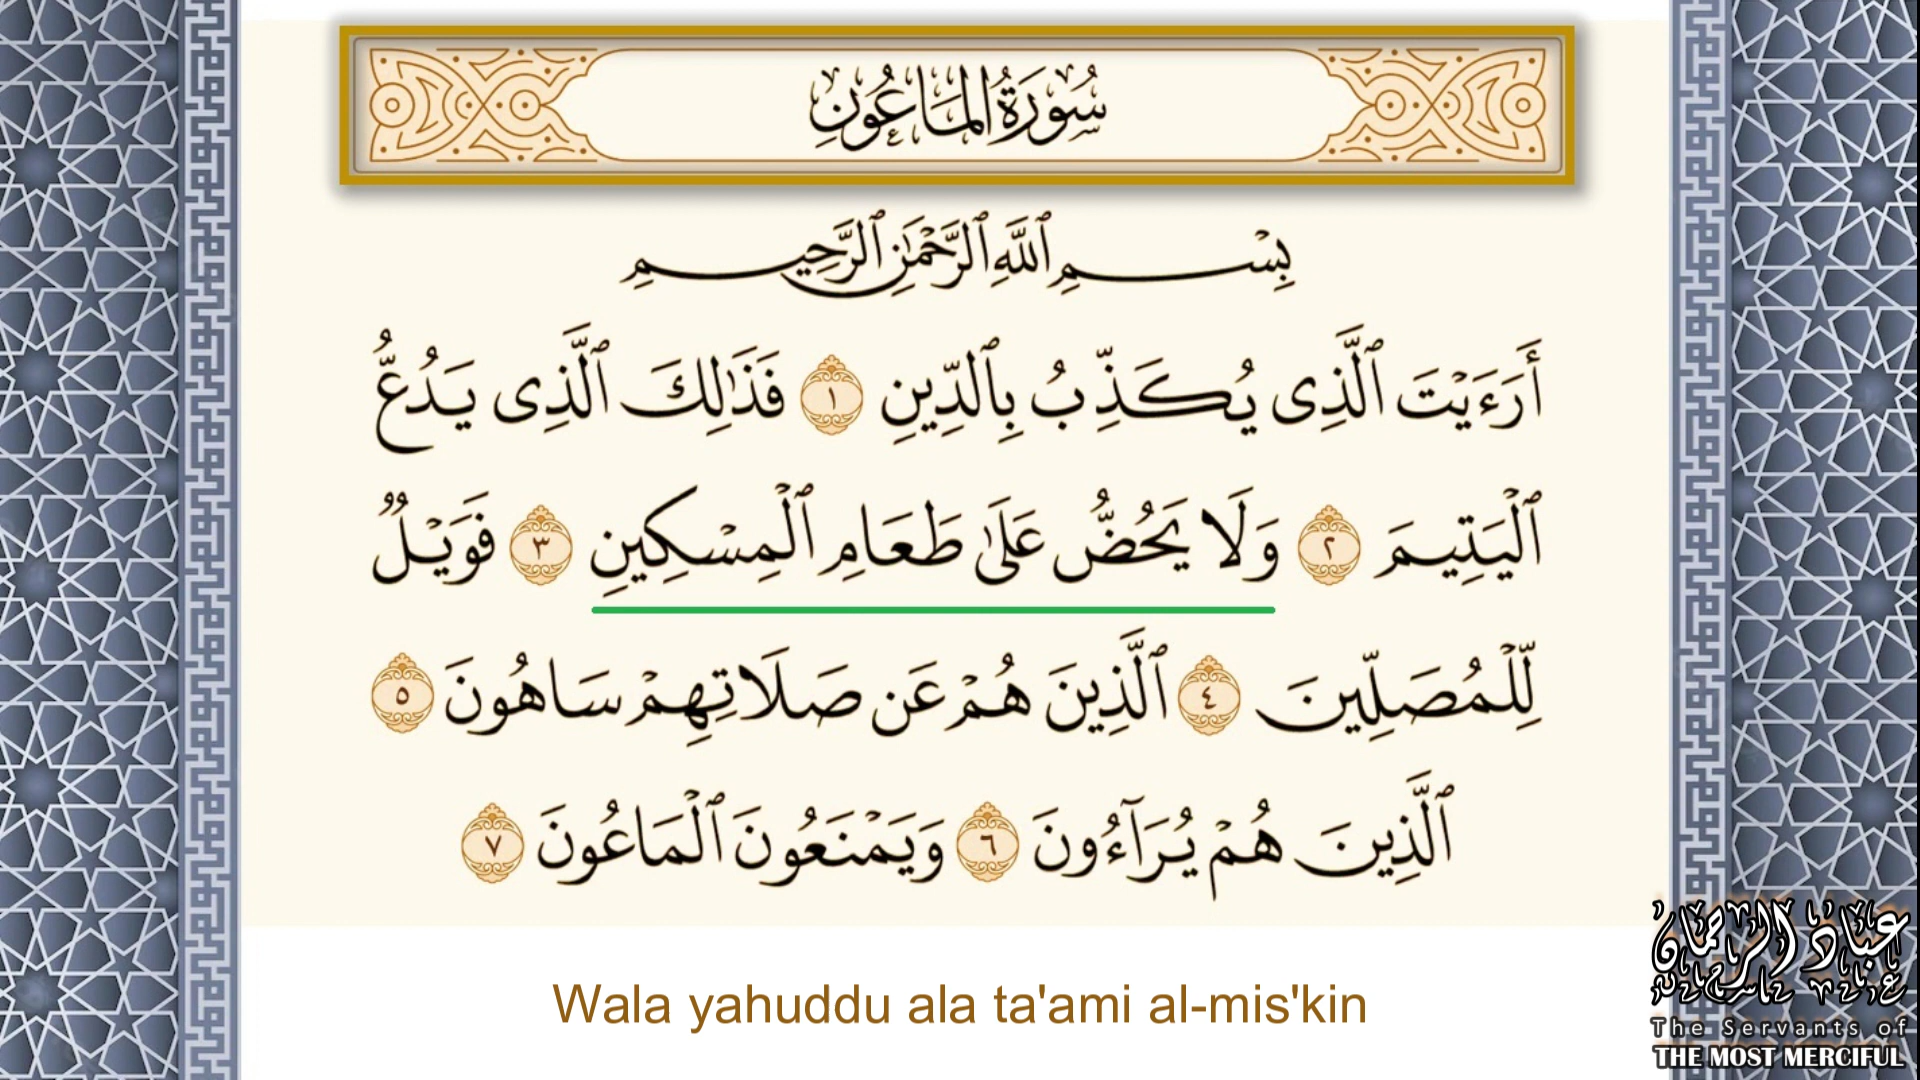 سُورَةُ المَاعُونِ
بِسْمِ ٱللَّهِ ٱلرَّحْمَٰنِ ٱلرَّحِيمِ
أَرَءَيْتَ ٱلَّذِى يُكَذِّبُ بِٱلدِّينِ ١ فَذَٰلِكَ ٱلَّذِى يَدُعُّ
ٱلْيَتِيمَ ٢ وَلَا يَحُضُّ عَلَىٰ طَعَامِ ٱلْمِسْكِينِ ٣ فَوَيْلٌ
لِّلْمُصَلِّينَ ٤ ٱلَّذِينَ هُمْ عَن صَلَاتِهِمْ سَاهُونَ ٥
ٱلَّذِينَ هُمْ يُرَآءُونَ ٦ وَيَمْنَعُونَ ٱلْمَاعُونَ ٧
Wala yahuddu ala ta'ami al-mis'kin
عباد الرحمان
The Servants of
THE MOST MERCIFUL